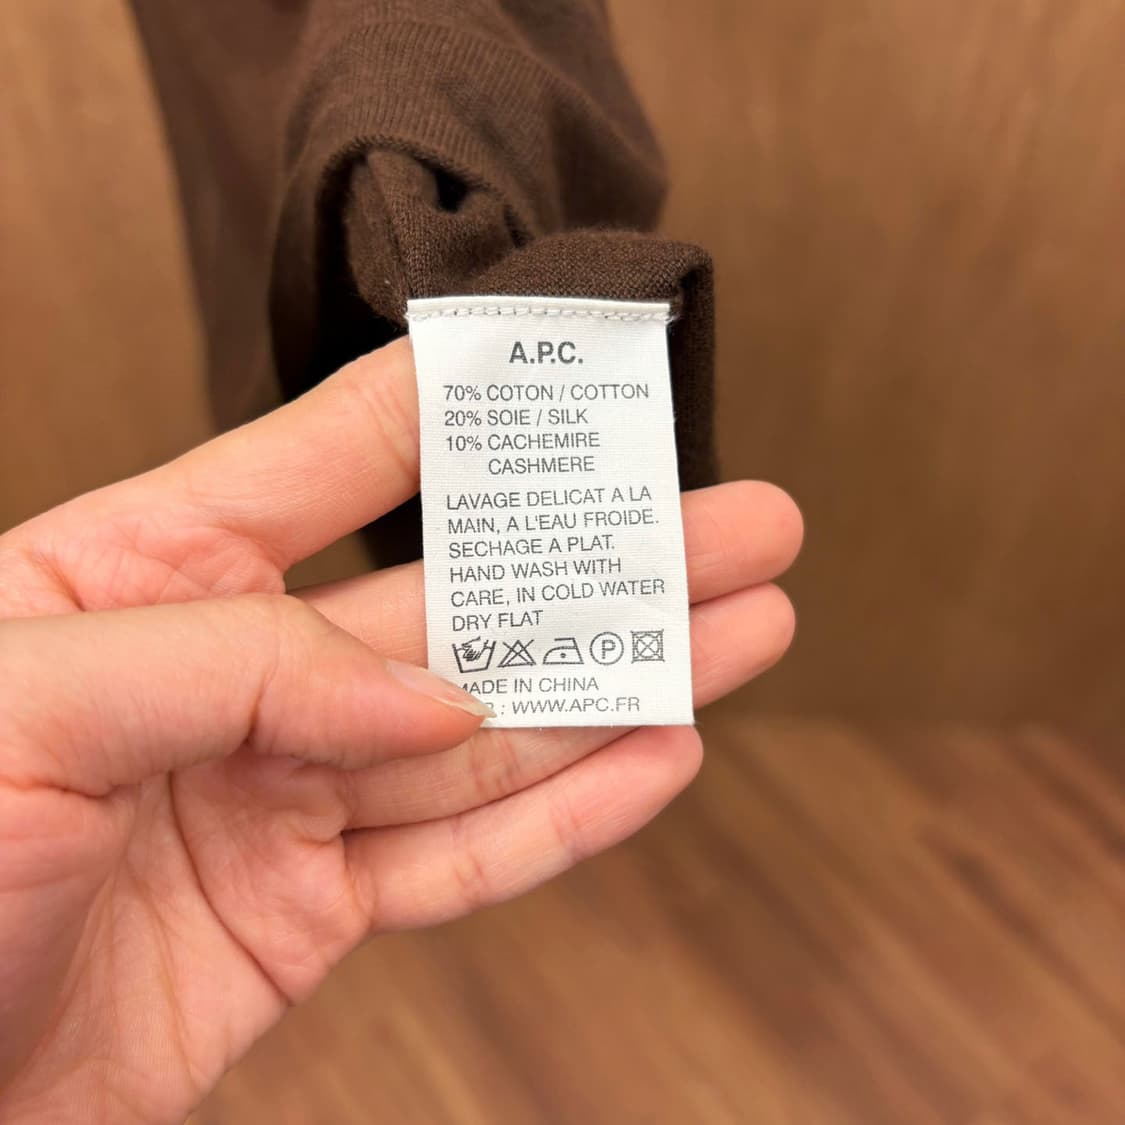 A.P.C.
70% COTON / COTTON
20% SOIE / SILK
10% CACHEMIRE
CASHMERE
LAVAGE DELICAT A LA
MAIN, A L'EAU FROIDE.
SECHAGE A PLAT.
HAND WASH WITH
CARE, IN COLD WATER
DRY FLAT
P
MADE IN CHINA
: WWW.APC.FR